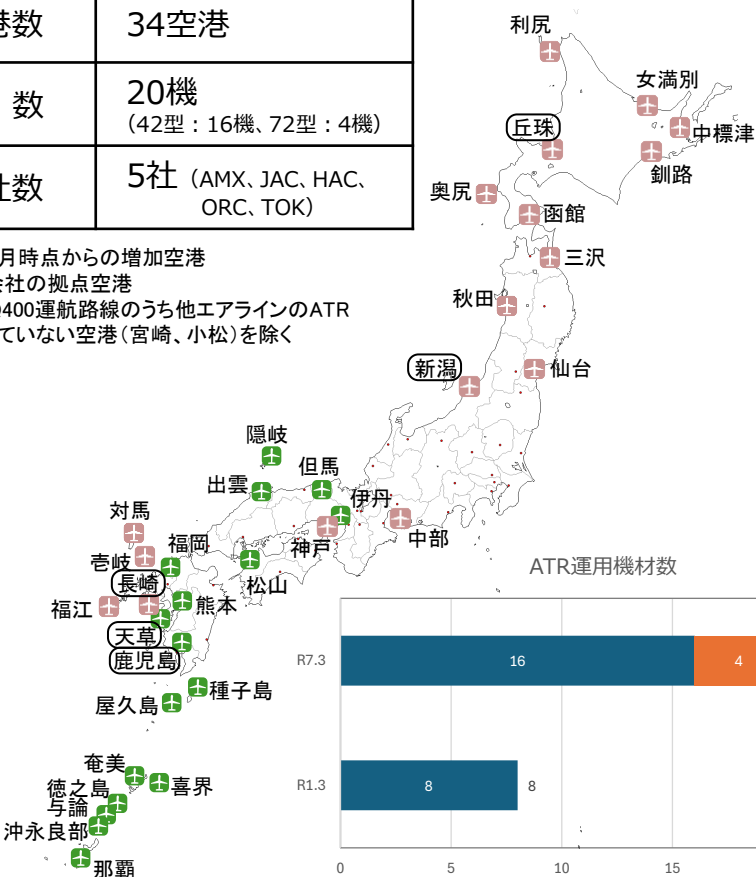 港数
34空港
数
20機
(42型：16機、72型：4機)
社数
5社（AMX、JAC、HAC、
ORC、TOK）
月時点からの増加空港
会社の拠点空港
400運航路線のうち他エアラインのATR
ていない空港（宮崎、小松）を除く
利尻
女満別
中標津
丘珠
釧路
奥尻
函館
三沢
秋田
仙台
新潟
隠岐
但馬
出雲
伊丹
対馬
福岡
神戸
中部
壱岐
松山
長崎
熊本
福江
天草
鹿児島
種子島
屋久島
奄美
喜界
徳之島
与論
沖永良部
那覇
ATR運用機材数
R7.3
16
4
R1.3
8
8
0
5
10
15